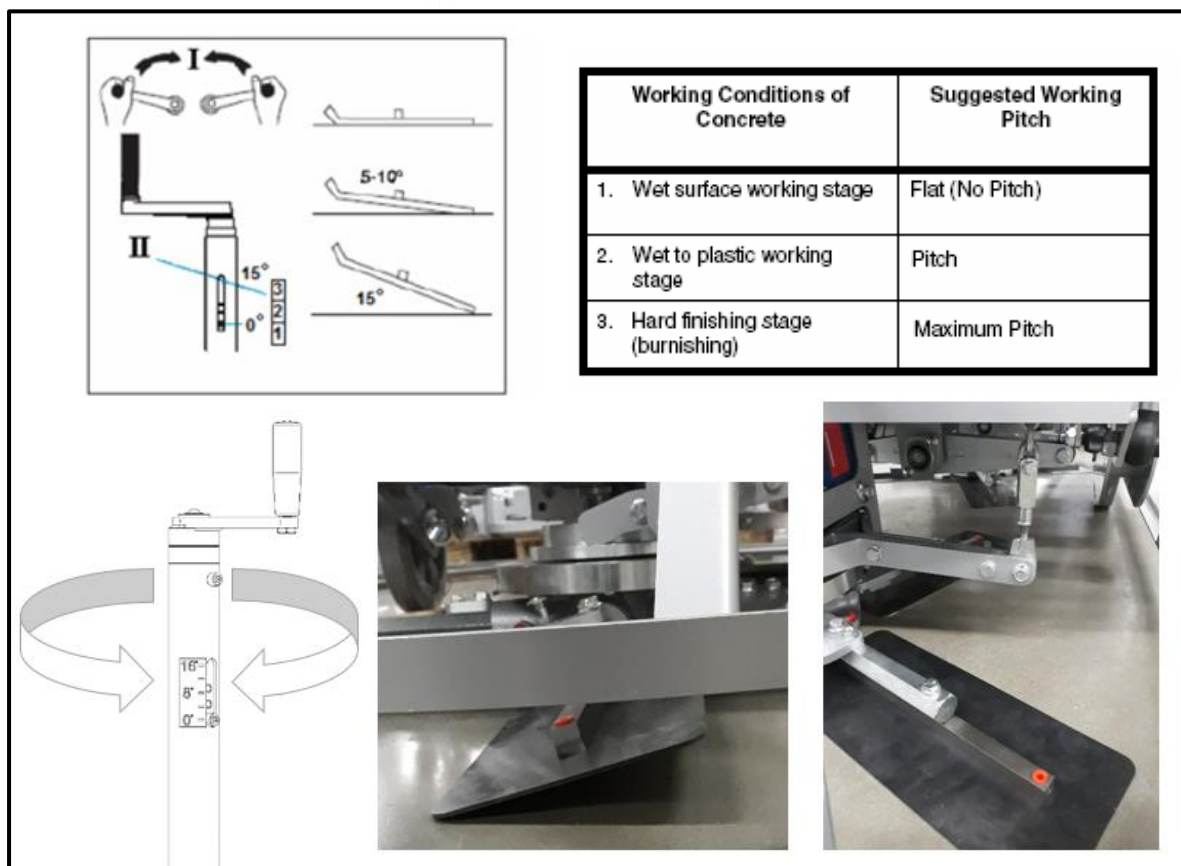 I
5-10°
II
15°
3
2
0°
1
15°
Working Conditions of
Concrete
Suggested Working
Pitch
1. Wet surface working stage
Flat (No Pitch)
2. Wet to plastic working
stage
Pitch
3. Hard finishing stage
(burnishing)
Maximum Pitch
16°
8°
0°